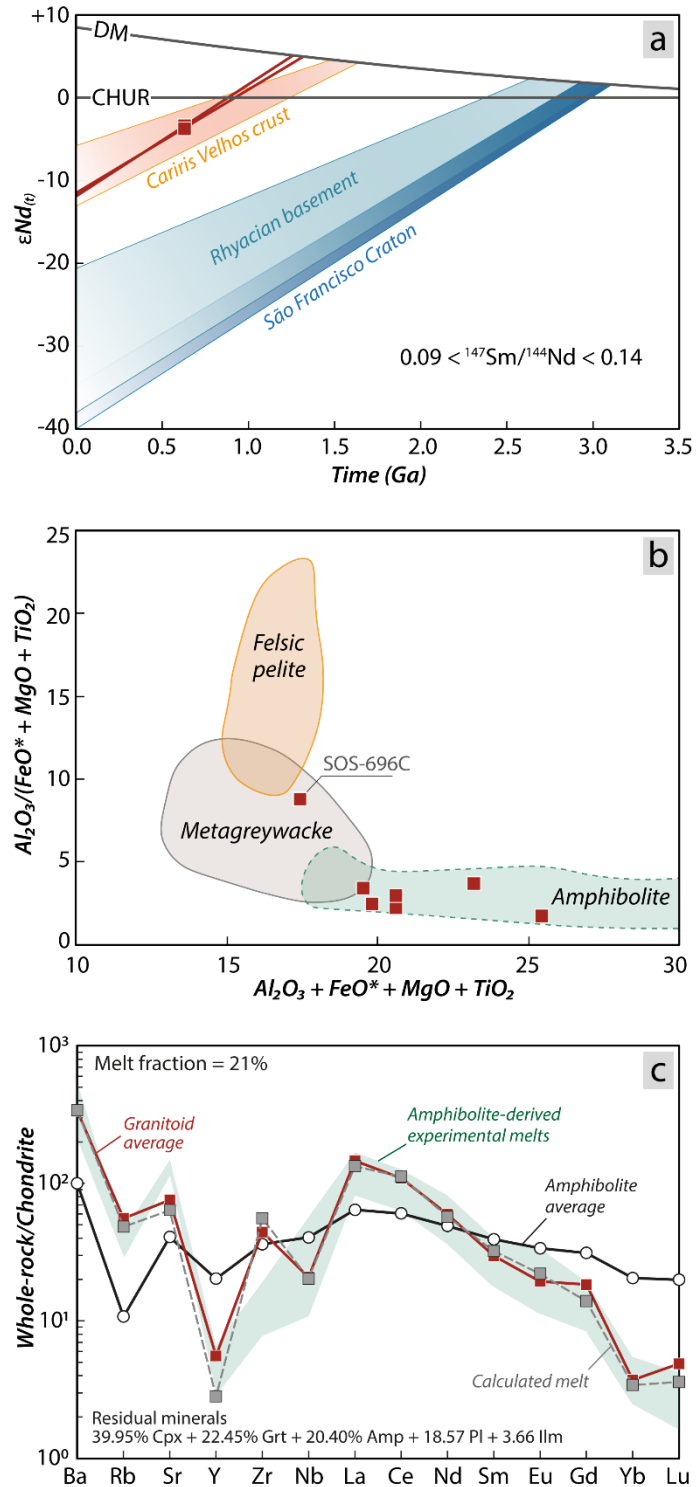 a
+10
0
-10
-20
-30
-40
εNd(t)
DM
CHUR
Cariris Velhos crust
Rhyacian basement
São Francisco Craton
0.09 < ¹⁴⁷Sm/¹⁴⁴Nd < 0.14
0.0 0.5 1.0 1.5 2.0 2.5 3.0 3.5
Time (Ga)
b
25
20
15
10
5
0
Al₂O₃/(FeO* + MgO + TiO₂)
Felsic
pelite
SOS-696C
Metagreywacke
Amphibolite
10 15 20 25 30
Al₂O₃ + FeO* + MgO + TiO₂
c
10³
10²
10¹
10⁰
Whole-rock/Chondrite
Melt fraction = 21%
Granitoid
average
Amphibolite-derived
experimental melts
Amphibolite
average
Calculated melt
Residual minerals
39.95% Cpx + 22.45% Grt + 20.40% Amp + 18.57 Pl + 3.66 Ilm
Ba Rb Sr Y Zr Nb La Ce Nd Sm Eu Gd Yb Lu